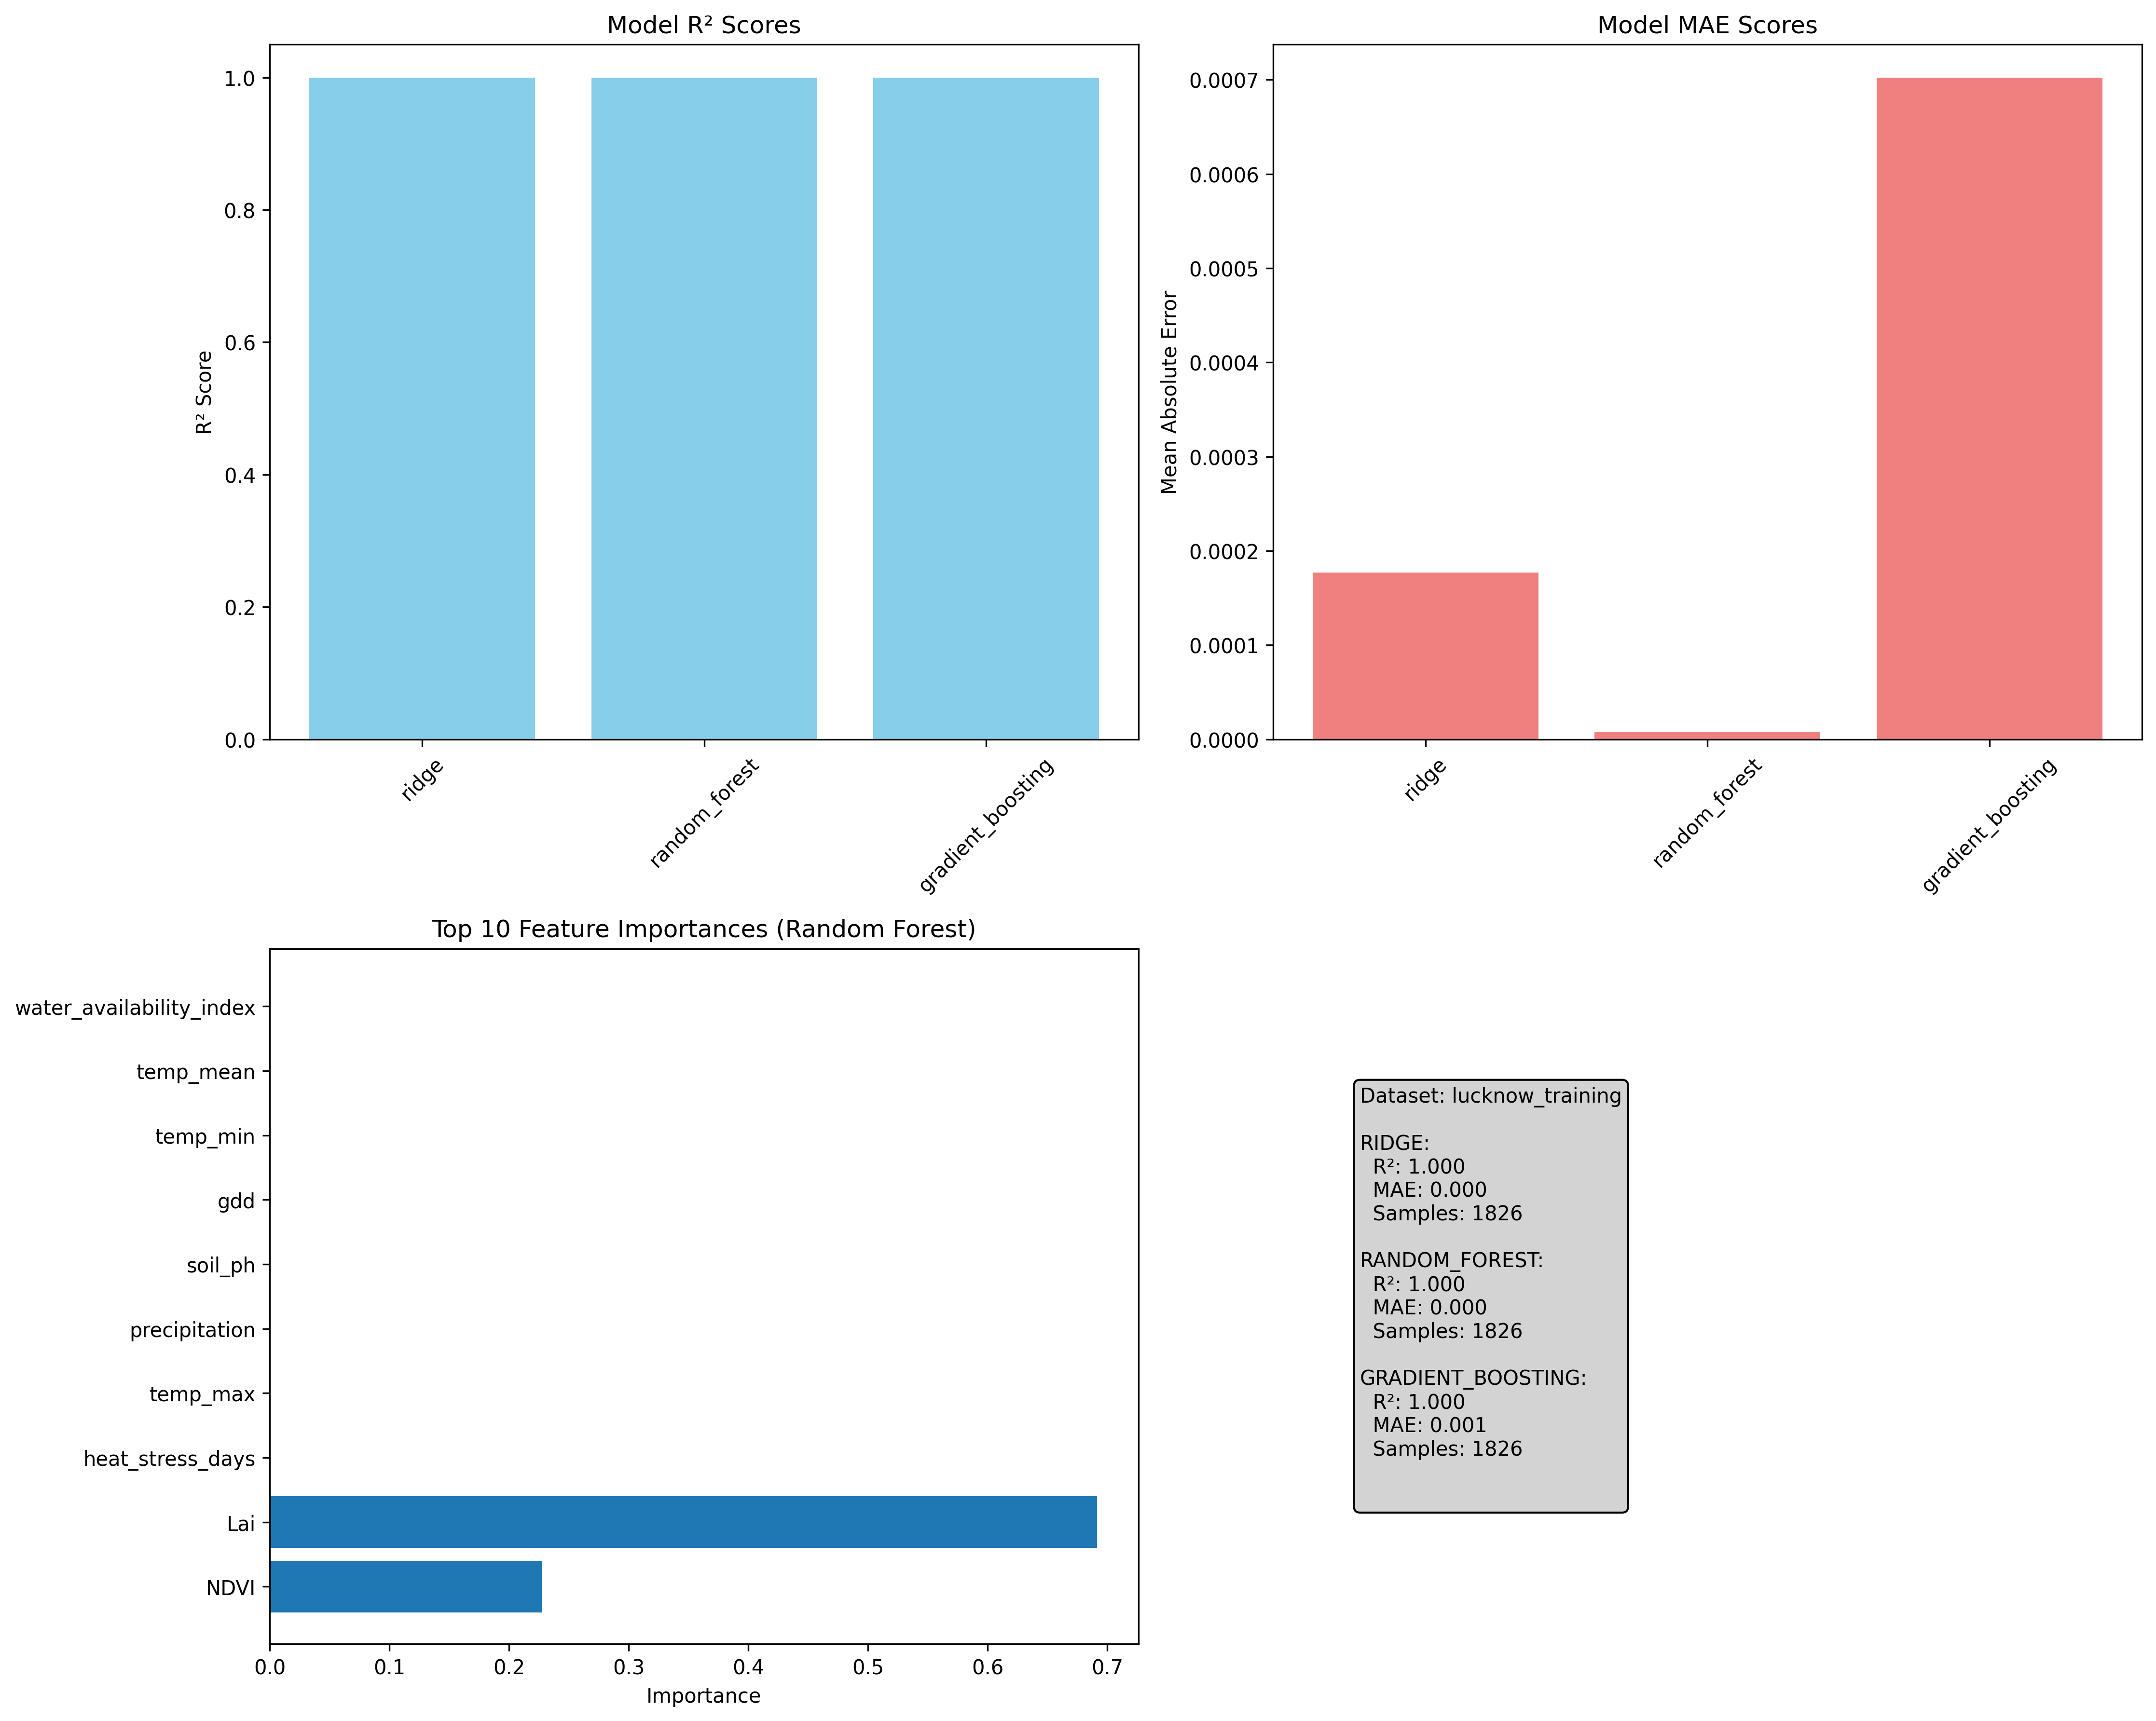 Model R² Scores
R² Score
1.0
0.8
0.6
0.4
0.2
0.0
ridge
random_forest
gradient_boosting
Model MAE Scores
Mean Absolute Error
0.0007
0.0006
0.0005
0.0004
0.0003
0.0002
0.0001
0.0000
ridge
random_forest
gradient_boosting
Top 10 Feature Importances (Random Forest)
water_availability_index
temp_mean
temp_min
gdd
soil_ph
precipitation
temp_max
heat_stress_days
Lai
NDVI
0.0 0.1 0.2 0.3 0.4 0.5 0.6 0.7
Importance
Dataset: lucknow_training
RIDGE:
R²: 1.000
MAE: 0.000
Samples: 1826
RANDOM_FOREST:
R²: 1.000
MAE: 0.000
Samples: 1826
GRADIENT_BOOSTING:
R²: 1.000
MAE: 0.001
Samples: 1826